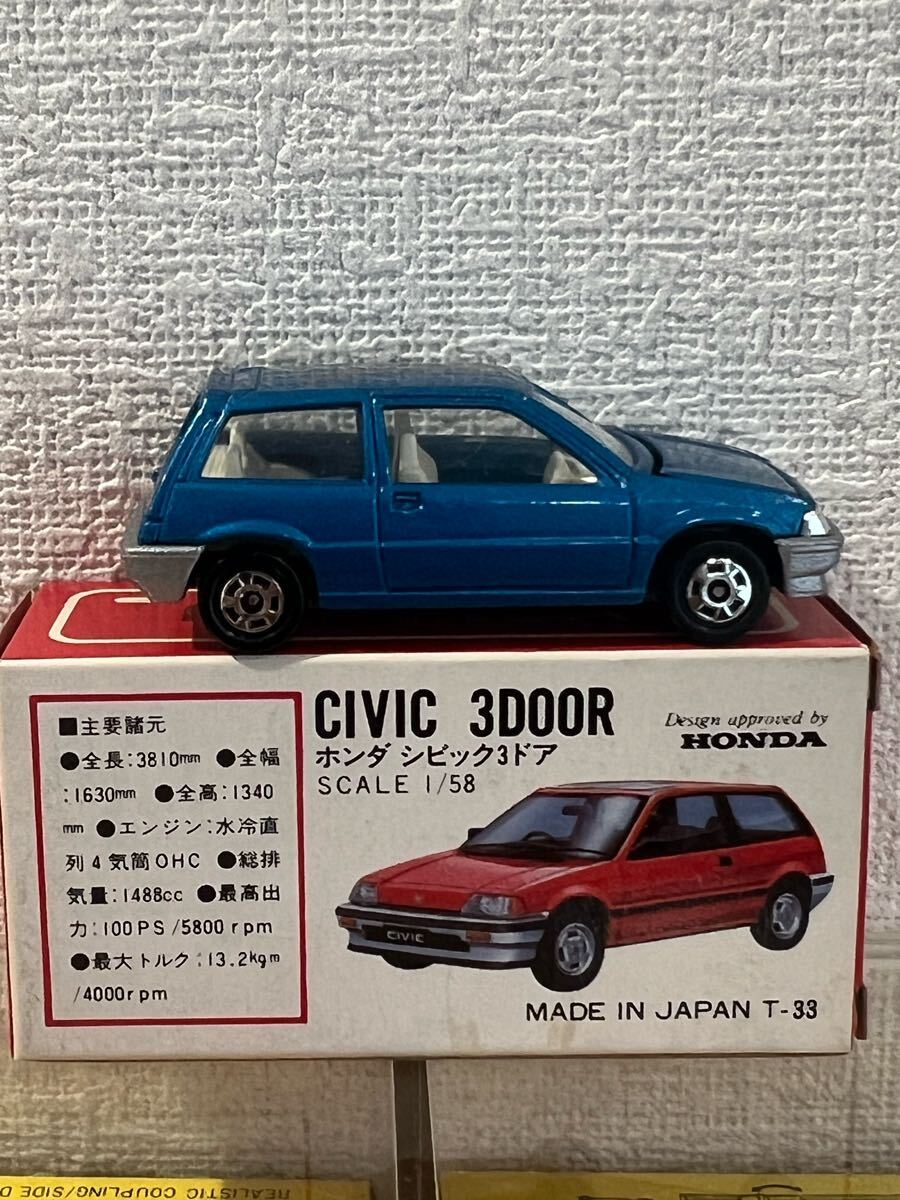 ■主要諸元
●全長:3810mm ●全幅
:1630mm ●全高:1340
mm ●エンジン:水冷直
列4気筒OHC ●総排
気量:1488cc ●最高出
力:100PS/5800rpm
●最大トルク:13.2kgm
/4000rpm
CIVIC 3DOOR
ホンダ シビック3ドア
SCALE 1/58
Design approved by
HONDA
CIVIC
MADE IN JAPAN T-33
REALISTIC COUPLING/SIDE